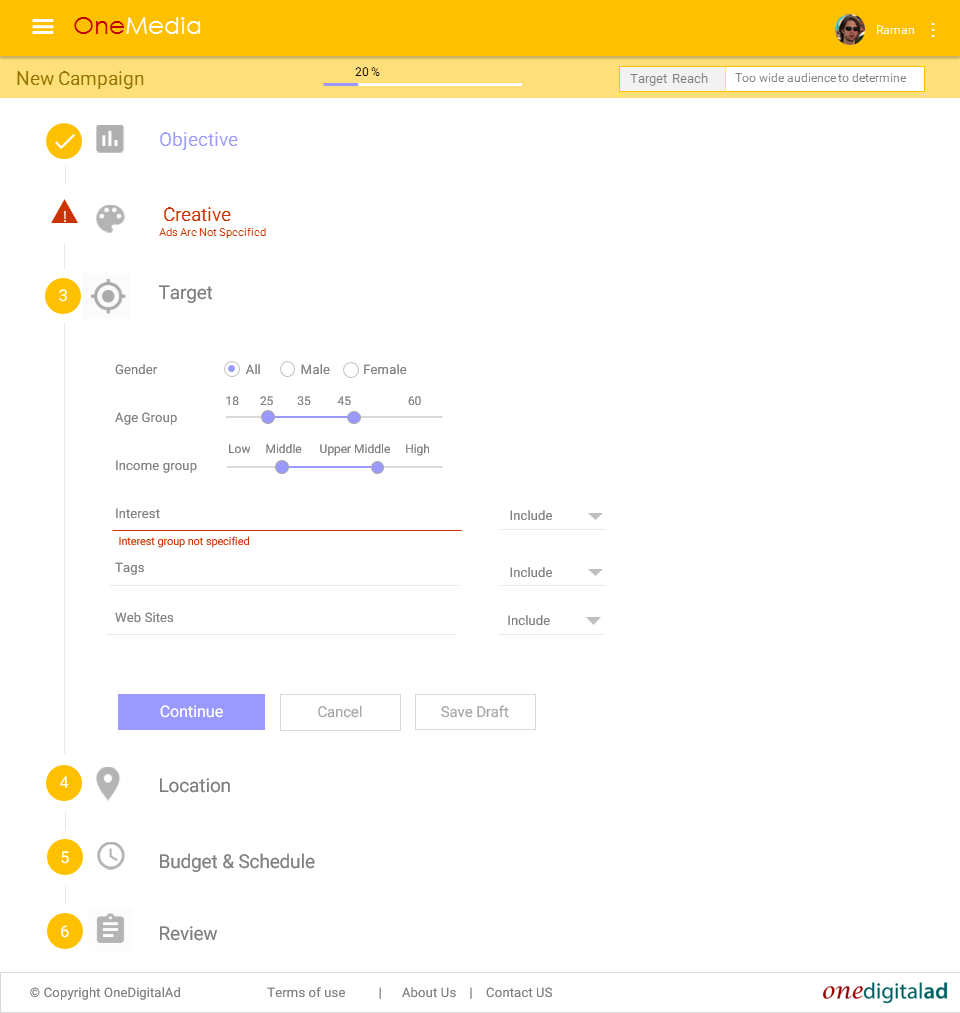 OneMedia
Raman
New Campaign
20 %
Target Reach
Too wide audience to determine
Objective
!
Creative
Ads Are Not Specified
3
Target
Gender
All
Male
Female
18 25 35 45 60
Age Group
Low Middle Upper Middle High
Income group
Interest
Include
Interest group not specified
Tags
Include
Web Sites
Include
Continue
Cancel
Save Draft
4
Location
5
Budget & Schedule
6
Review
© Copyright OneDigitalAd
Terms of use | About Us | Contact US
onedigitalad